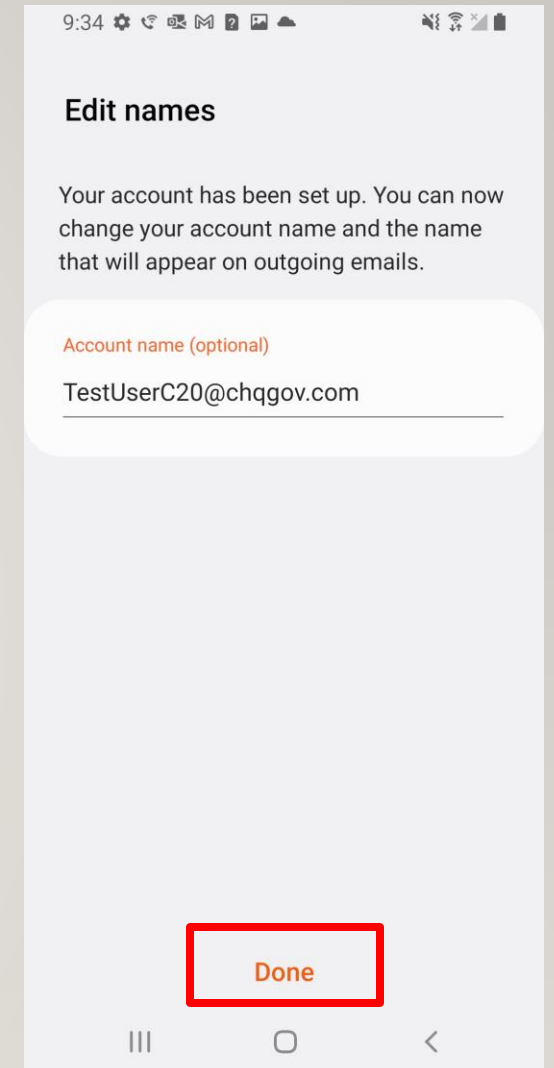 9:34
Edit names
Your account has been set up. You can now
change your account name and the name
that will appear on outgoing emails.
Account name (optional)
TestUserC20@chqgov.com
Done